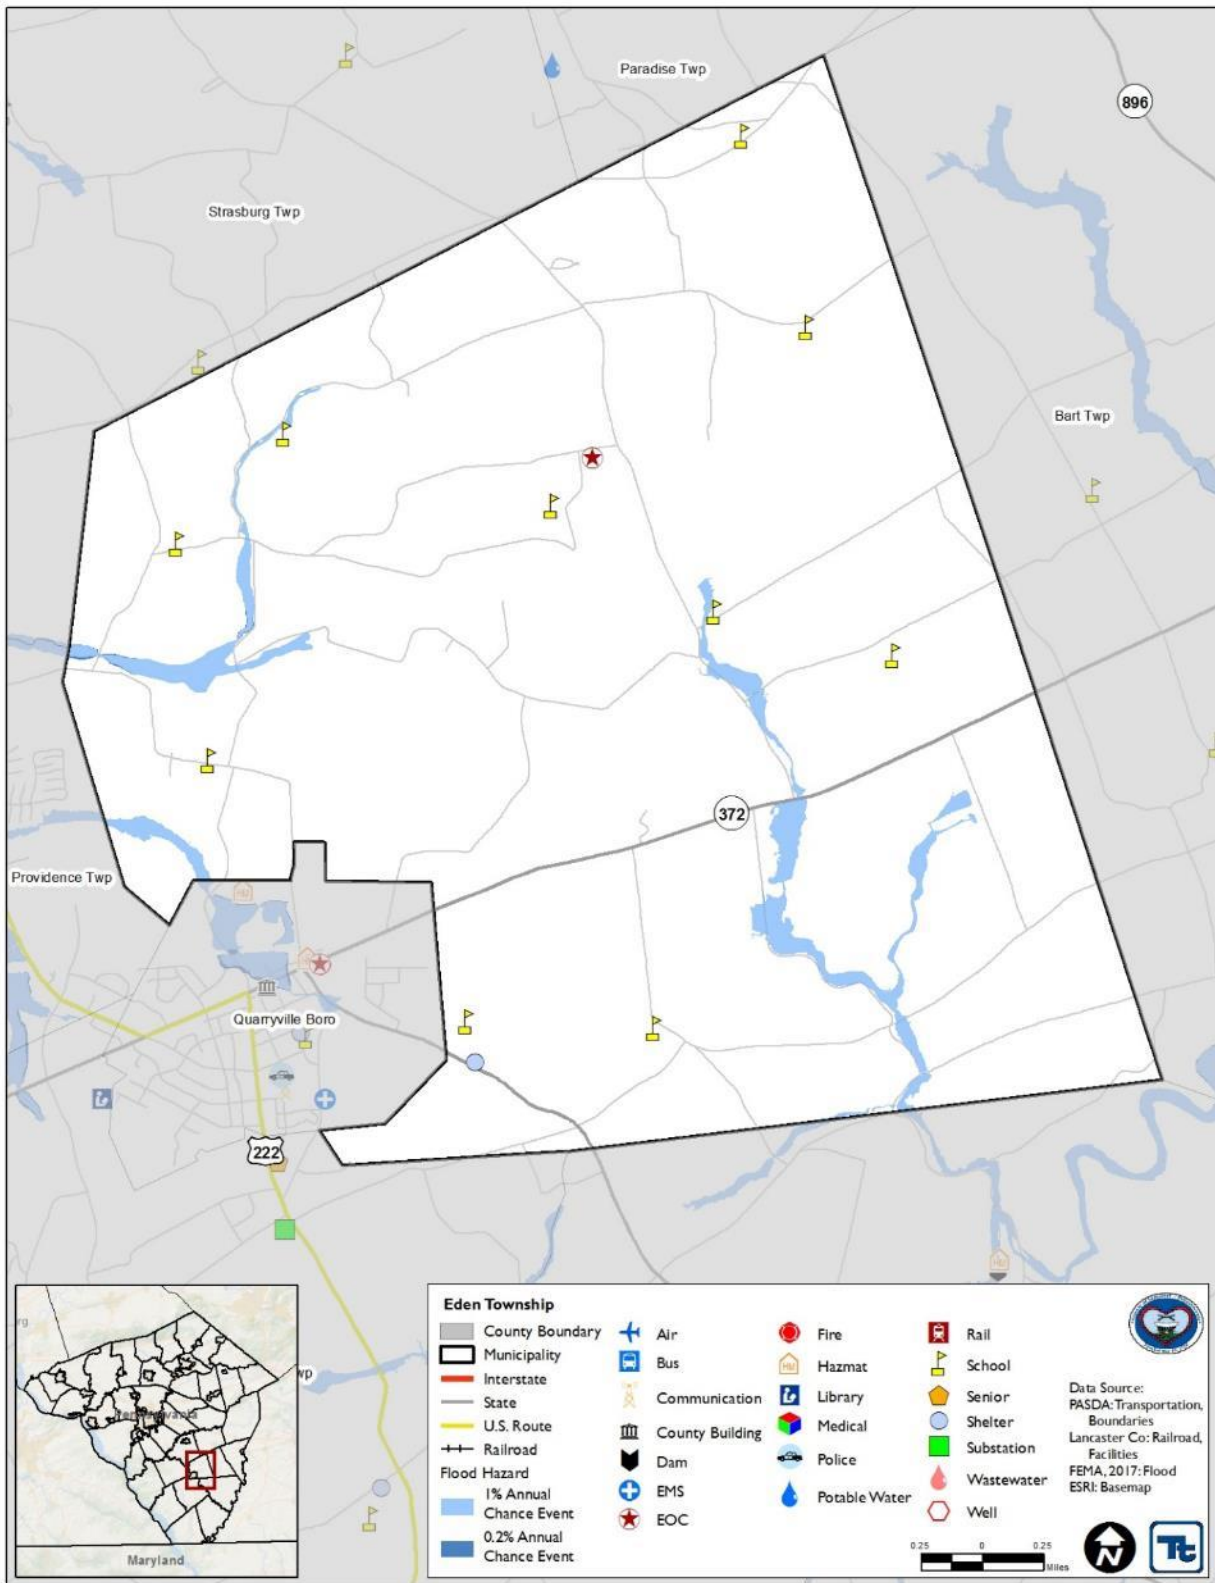 Paradise Twp
896
Strasburg Twp
Bart Twp
372
Providence Twp
Quarryville Boro
222
wp
rg
Pennsylvania
Maryland
Eden Township
County Boundary
Municipality
Interstate
State
U.S. Route
Railroad
Flood Hazard
1% Annual
Chance Event
0.2% Annual
Chance Event
Air
Bus
Communication
County Building
Dam
EMS
EOC
Fire
Hazmat
Library
Medical
Police
Potable Water
Rail
School
Senior
Shelter
Substation
Wastewater
Well
Data Source:
PASDA: Transportation,
Boundaries
Lancaster Co: Railroad,
Facilities
FEMA, 2017: Flood
ESRI: Basemap
0.25 0 0.25
Miles
N
Tt